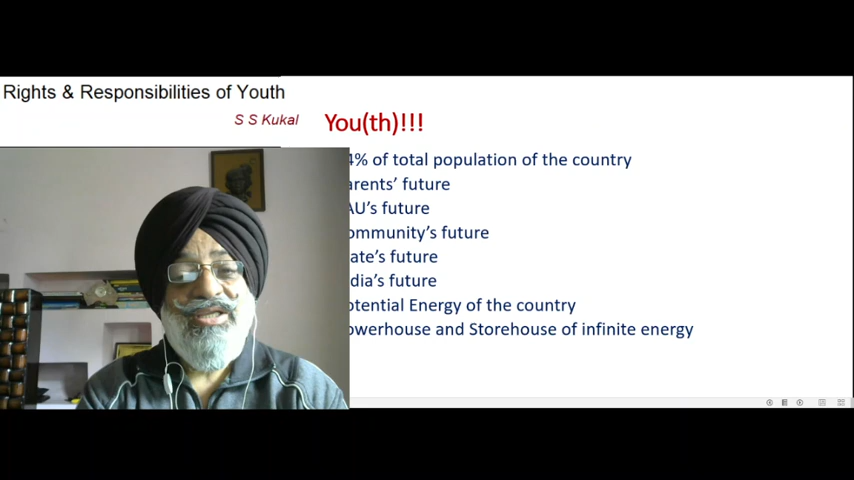 Rights & Responsibilities of Youth
S S Kukal
You(th)!!!
4% of total population of the country
arents’ future
AU’s future
ommunity’s future
ate’s future
dia’s future
otential Energy of the country
owerhouse and Storehouse of infinite energy